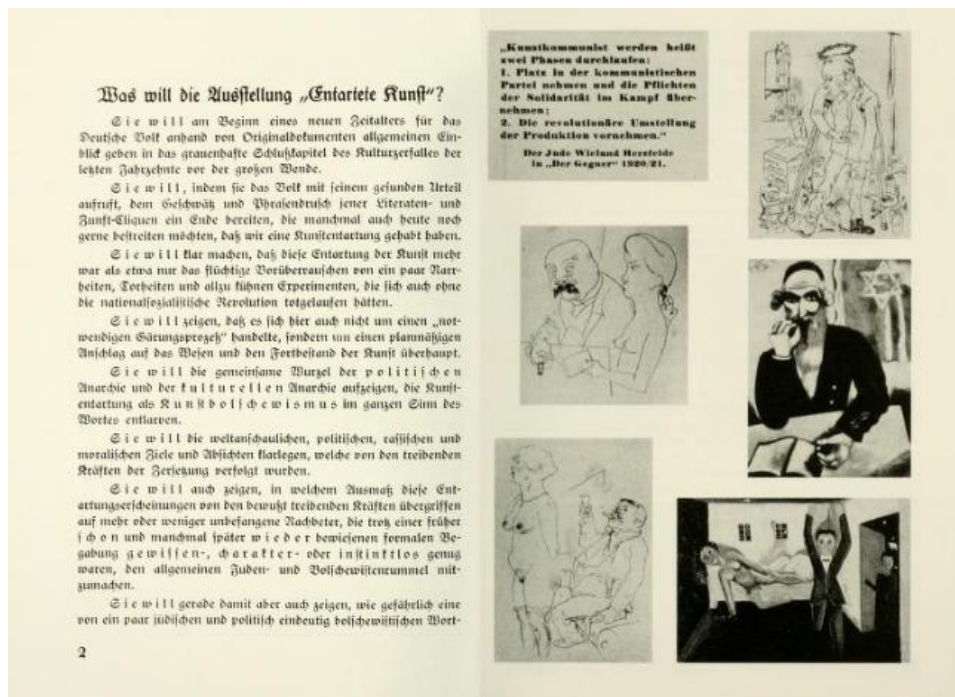 Was will die Ausstellung „Entartete Kunst“?
Sie will am Beginn eines neuen Zeitalters für das
Deutsche Volk anhand von Originaldokumenten allgemeinen Ein-
blick geben in das grauenhafte Schlußkapitel des Kulturzerfalles der
letzten Jahrzehnte vor der großen Wende.
Sie will, indem sie das Volk mit seinem gesunden Urteil
aufruft, dem Geschwätz und Phrasendrusch jener Literaten- und
Zunft-Cliquen ein Ende bereiten, die manchmal auch heute noch
gerne bestreiten möchten, daß wir eine Kunstentartung gehabt haben.
Sie will klar machen, daß diese Entartung der Kunst mehr
war als etwa nur das flüchtige Vorüberrauschen von ein paar Narr-
heiten, Torheiten und allzu kühnen Experimenten, die sich auch ohne
die nationalsozialistische Revolution totgelaufen hätten.
Sie will zeigen, daß es sich hier auch nicht um einen „not-
wendigen Gärungsprozeß“ handelte, sondern um einen planmäßigen
Anschlag auf das Wesen und den Fortbestand der Kunst überhaupt.
Sie will die gemeinsame Wurzel der politischen
Anarchie und der kulturellen Anarchie aufzeigen, die Kunst-
entartung als Kunstbolschewismus im ganzen Sinn des
Wortes entlarven.
Sie will die weltanschaulichen, politischen, rassischen und
moralischen Ziele und Absichten klarlegen, welche von den treibenden
Kräften der Zersetzung verfolgt wurden.
Sie will auch zeigen, in welchem Ausmaß diese Ent-
artungserscheinungen von den bewußt treibenden Kräften übergriffen
auf mehr oder weniger unbefangene Nachbeter, die trotz einer früher
schon und manchmal später wieder bewiesenen formalen Be-
gabung gewissen-, charakter- oder instinktlos genug
waren, den allgemeinen Juden- und Bolschewistenrummel mit-
zumachen.
Sie will gerade damit aber auch zeigen, wie gefährlich eine
von ein paar jüdischen und politisch eindeutig bolschewistischen Wort-
2
„Kunstkommunist werden heißt
zwei Phasen durchlaufen:
1. Platz in der kommunistischen
Partei nehmen und die Pflichten
der Solidarität im Kampf über-
nehmen;
2. Die revolutionäre Umstellung
der Produktion vornehmen.“
Der Jude Wieland Herzfelde
in „Der Gegner“ 1920/21.